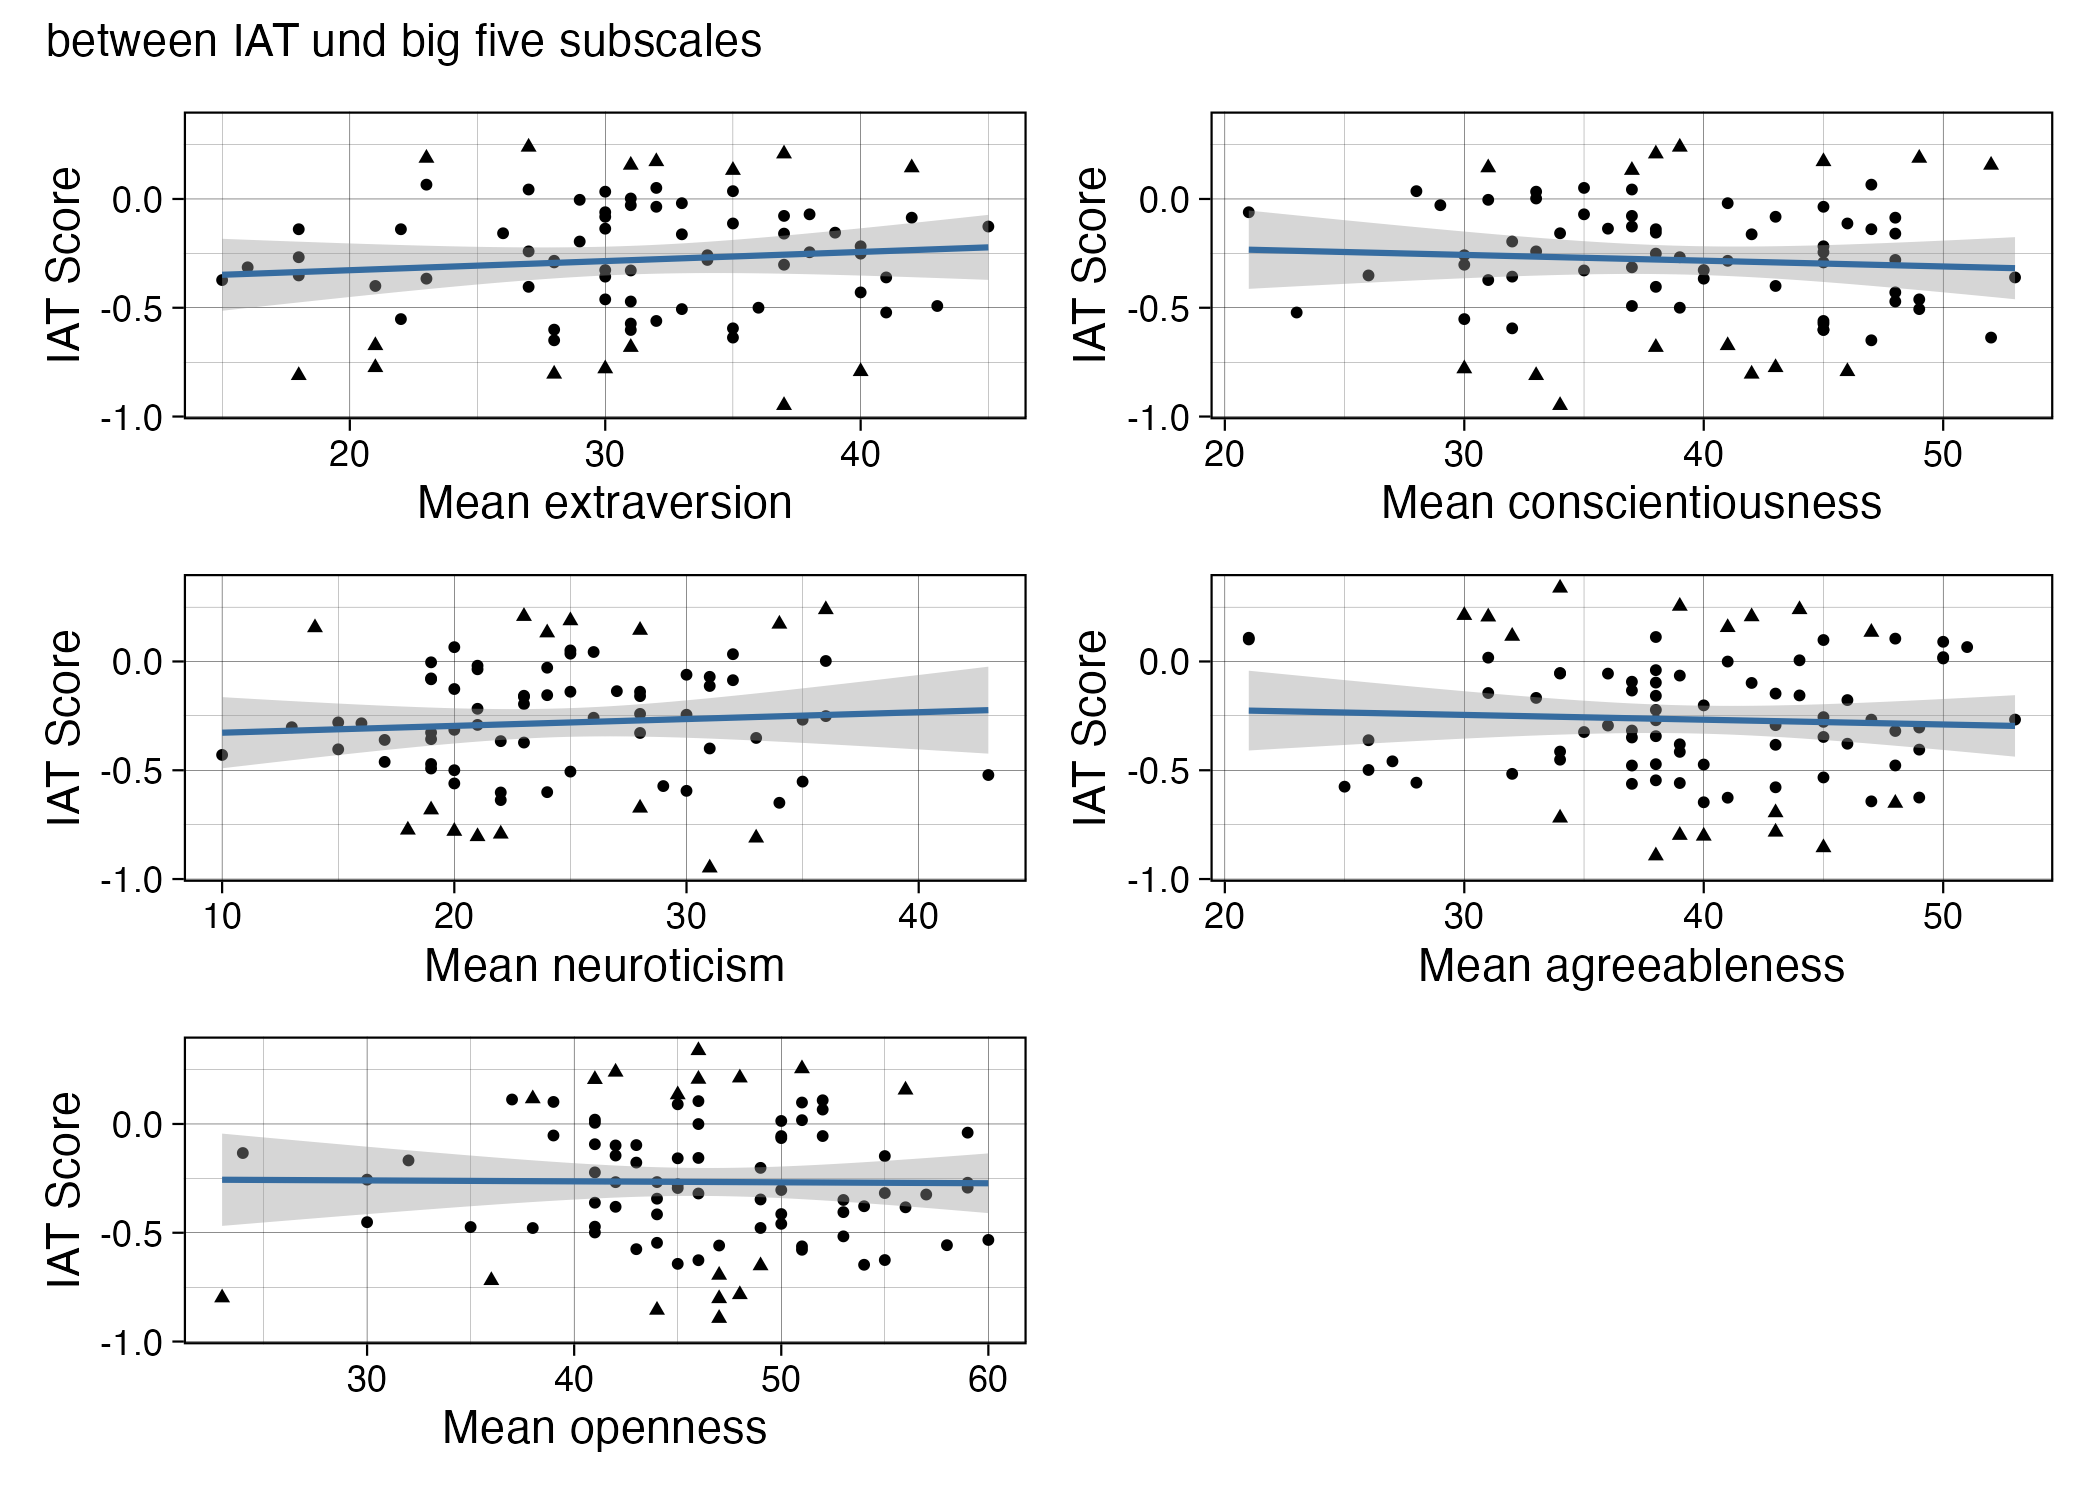 between IAT und big five subscales
IAT Score
0.0
-0.5
-1.0
20 30 40
Mean extraversion
IAT Score
0.0
-0.5
-1.0
20 30 40 50
Mean conscientiousness
IAT Score
0.0
-0.5
-1.0
10 20 30 40
Mean neuroticism
IAT Score
0.0
-0.5
-1.0
20 30 40 50
Mean agreeableness
IAT Score
0.0
-0.5
-1.0
30 40 50 60
Mean openness